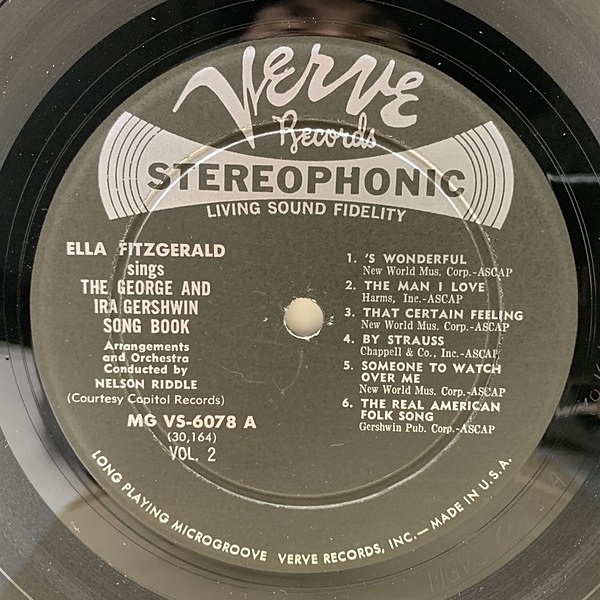 Verve
Records
STEREOPHONIC
LIVING SOUND FIDELITY
ELLA FITZGERALD
sings
THE GEORGE AND
IRA GERSHWIN
SONG BOOK
Arrangements
and Orchestra
Conducted by
NELSON RIDDLE
(Courtesy Capitol Records)
MG VS-6078 A
(30,164)
VOL. 2
1. 'S WONDERFUL
New World Mus. Corp.-ASCAP
2. THE MAN I LOVE
Harms, Inc.-ASCAP
3. THAT CERTAIN FEELING
New World Mus. Corp.-ASCAP
4. BY STRAUSS
Chappell & Co., Inc.-ASCAP
5. SOMEONE TO WATCH
OVER ME
New World Mus. Corp.-ASCAP
6. THE REAL AMERICAN
FOLK SONG
Gershwin Pub. Corp.-ASCAP
LONG PLAYING MICROGROOVE VERVE RECORDS, INC.— MADE IN U.S.A.